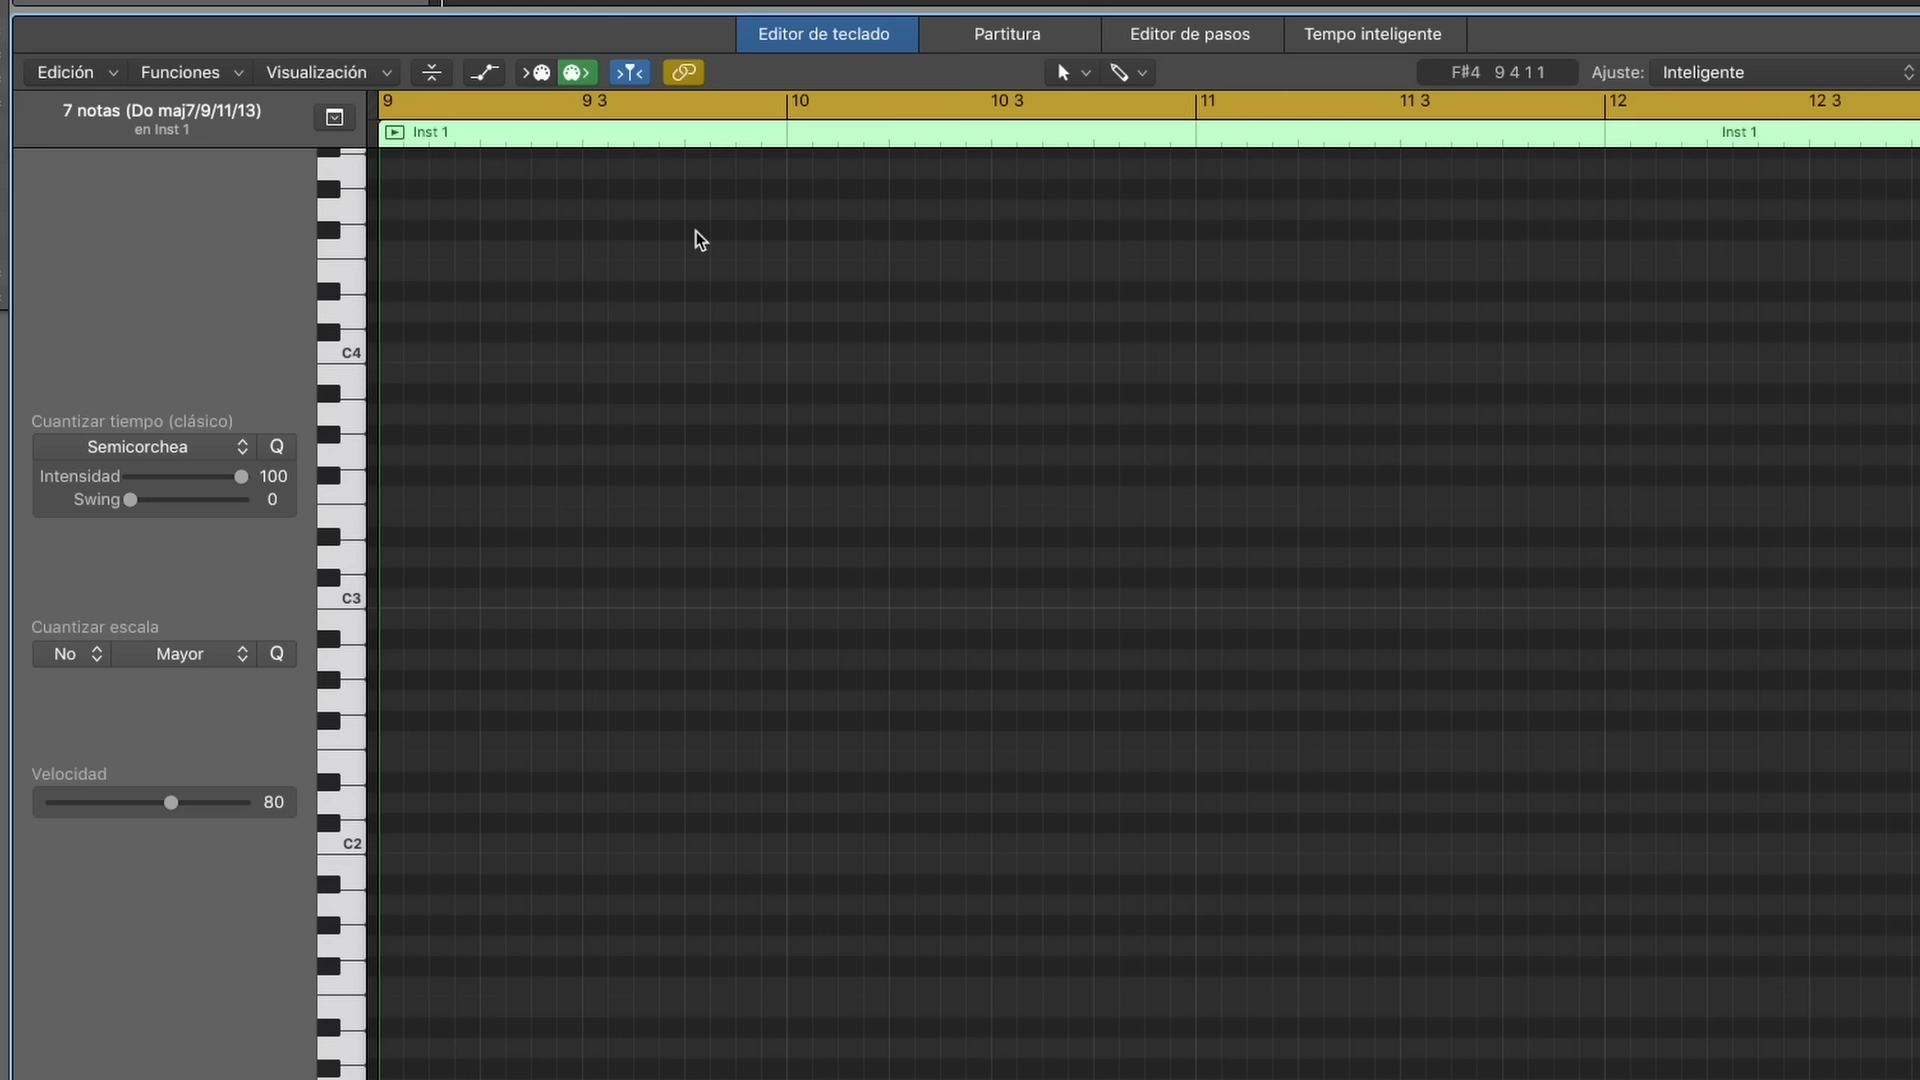 Editor de teclado
Partitura
Editor de pasos
Tempo inteligente
Edición
Funciones
Visualización
F♯4 9 4 1 1
Ajuste:
Inteligente
7 notas (Do maj7/9/11/13)
en Inst 1
9
9 3
10
10 3
11
11 3
12
12 3
Inst 1
Inst 1
C4
Cuantizar tiempo (clásico)
Semicorchea
Q
Intensidad
100
Swing
0
C3
Cuantizar escala
No
Mayor
Q
Velocidad
80
C2